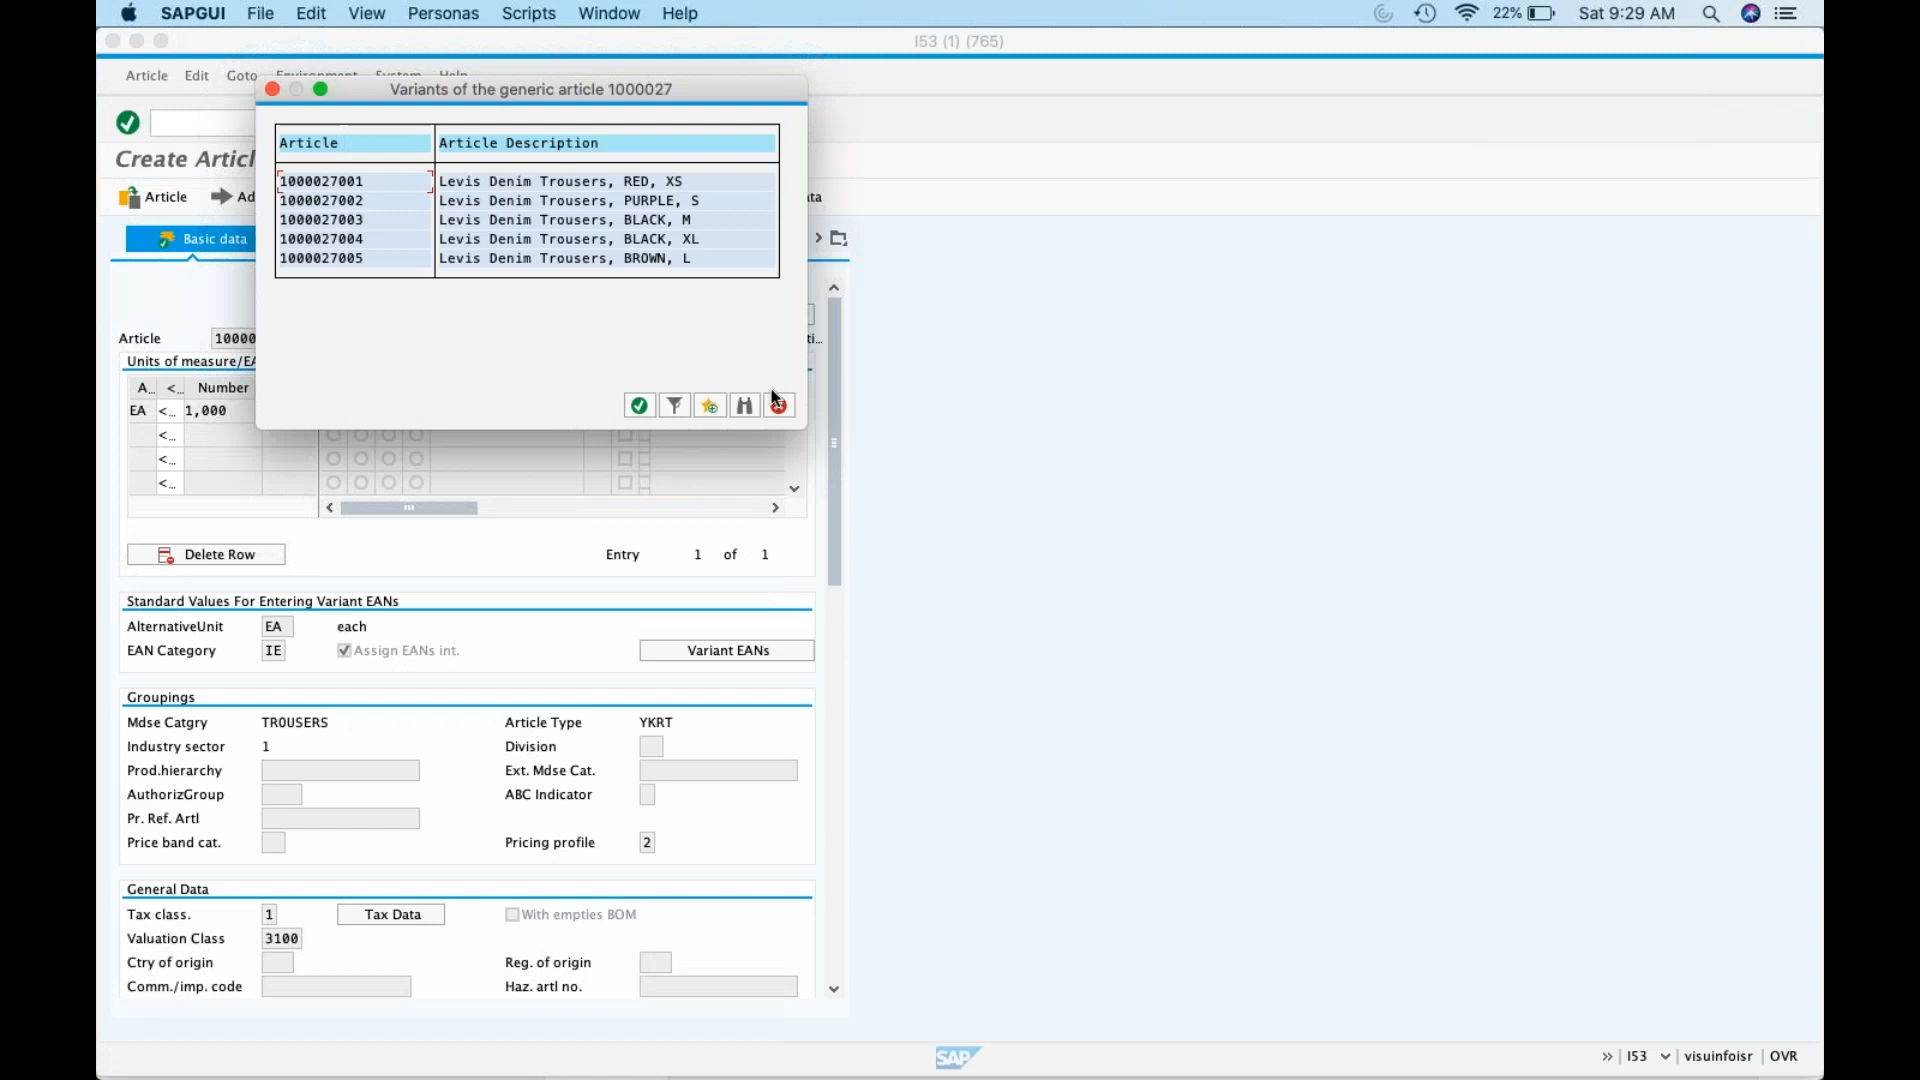 SAPGUI File Edit View Personas Scripts Window Help 22% Sat 9:29 AM
I53 (1) (765)
Article Edit Goto Environment System Help
Variants of the generic article 1000027
Article Article Description
Create Articl
1000027001 Levis Denim Trousers, RED, XS
Article Ad
1000027002 Levis Denim Trousers, PURPLE, S
1000027003 Levis Denim Trousers, BLACK, M
Basic data
1000027004 Levis Denim Trousers, BLACK, XL
1000027005 Levis Denim Trousers, BROWN, L
Article 10000
Units of measure/EA
A.. <.. Number
EA <.. 1,000
<..
<..
<..
Delete Row Entry 1 of 1
Standard Values For Entering Variant EANs
AlternativeUnit EA each
EAN Category IE Assign EANs int. Variant EANs
Groupings
Mdse Catgry TROUSERS Article Type YKRT
Industry sector 1 Division
Prod.hierarchy Ext. Mdse Cat.
AuthorizGroup ABC Indicator
Pr. Ref. Artl
Price band cat. Pricing profile 2
General Data
Tax class. 1 Tax Data With empties BOM
Valuation Class 3100
Ctry of origin Reg. of origin
Comm./imp. code Haz. artl no.
SAP I53 visuinfoisr OVR